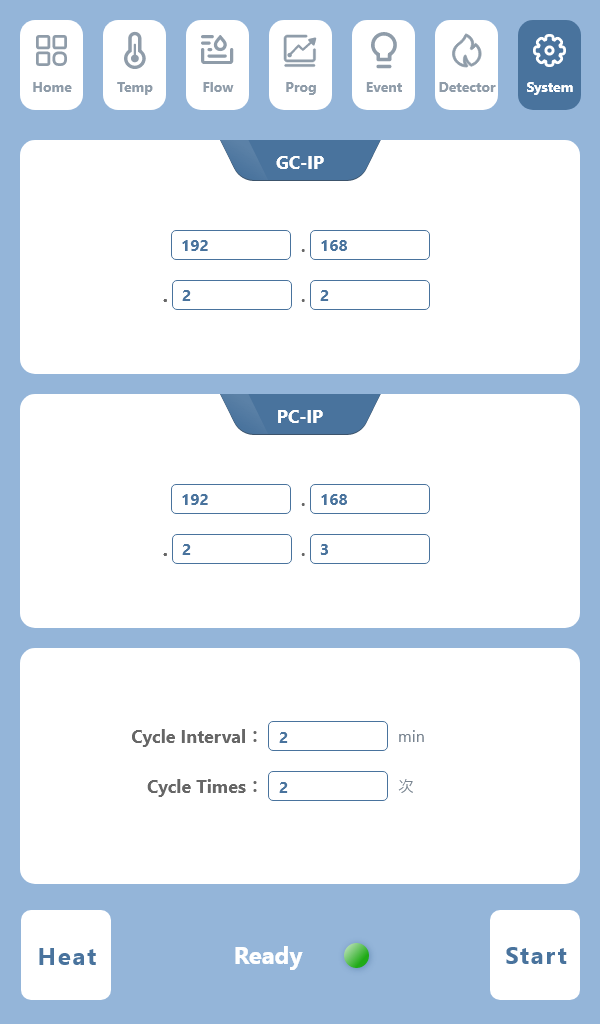 Home Temp Flow Prog Event Detector System
GC-IP
192 . 168
. 2 . 2
PC-IP
192 . 168
. 2 . 3
Cycle Interval： 2 min
Cycle Times： 2 次
Heat Ready Start